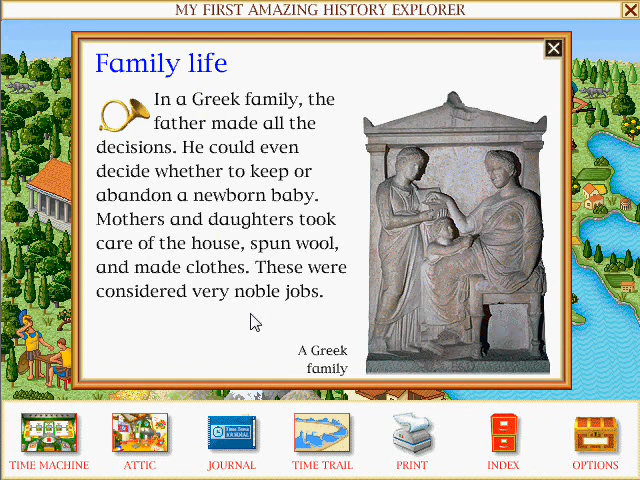 MY FIRST AMAZING HISTORY EXPLORER
Family life
In a Greek family, the
father made all the
decisions. He could even
decide whether to keep or
abandon a newborn baby.
Mothers and daughters took
care of the house, spun wool,
and made clothes. These were
considered very noble jobs.
A Greek
family
Time Town
JOURNAL
TIME MACHINE
ATTIC
JOURNAL
TIME TRAIL
PRINT
INDEX
OPTIONS